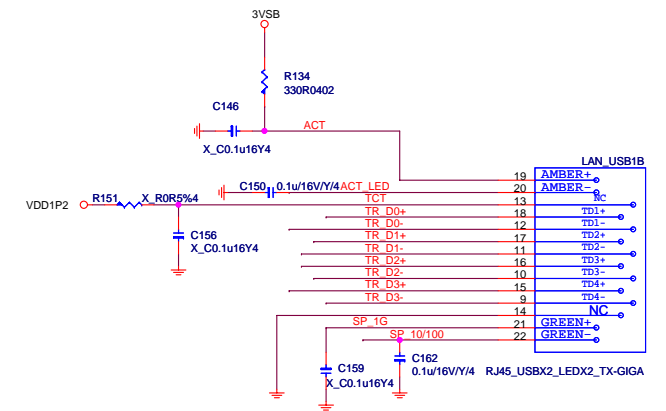 3VSB
R134
330R0402
C146
X_C0.1u16Y4
ACT
LAN_USB1B
19 AMBER+
C150 0.1u/16V/Y/4 ACT_LED 20 AMBER-
VDD1P2 R151 X_R0R5%4 TCT 13 NC
TR_D0+ 18 TD1+
TR_D0- 12 TD1-
C156
X_C0.1u16Y4
TR_D1+ 17 TD2+
TR_D1- 11 TD2-
TR_D2+ 16 TD3+
TR_D2- 10 TD3-
TR_D3+ 15 TD4+
TR_D3- 9 TD4-
14 NC
SP_1G 21 GREEN+
SP_10/100 22 GREEN-
C162
0.1u/16V/Y/4
C159
X_C0.1u16Y4
RJ45_USBX2_LEDX2_TX-GIGA